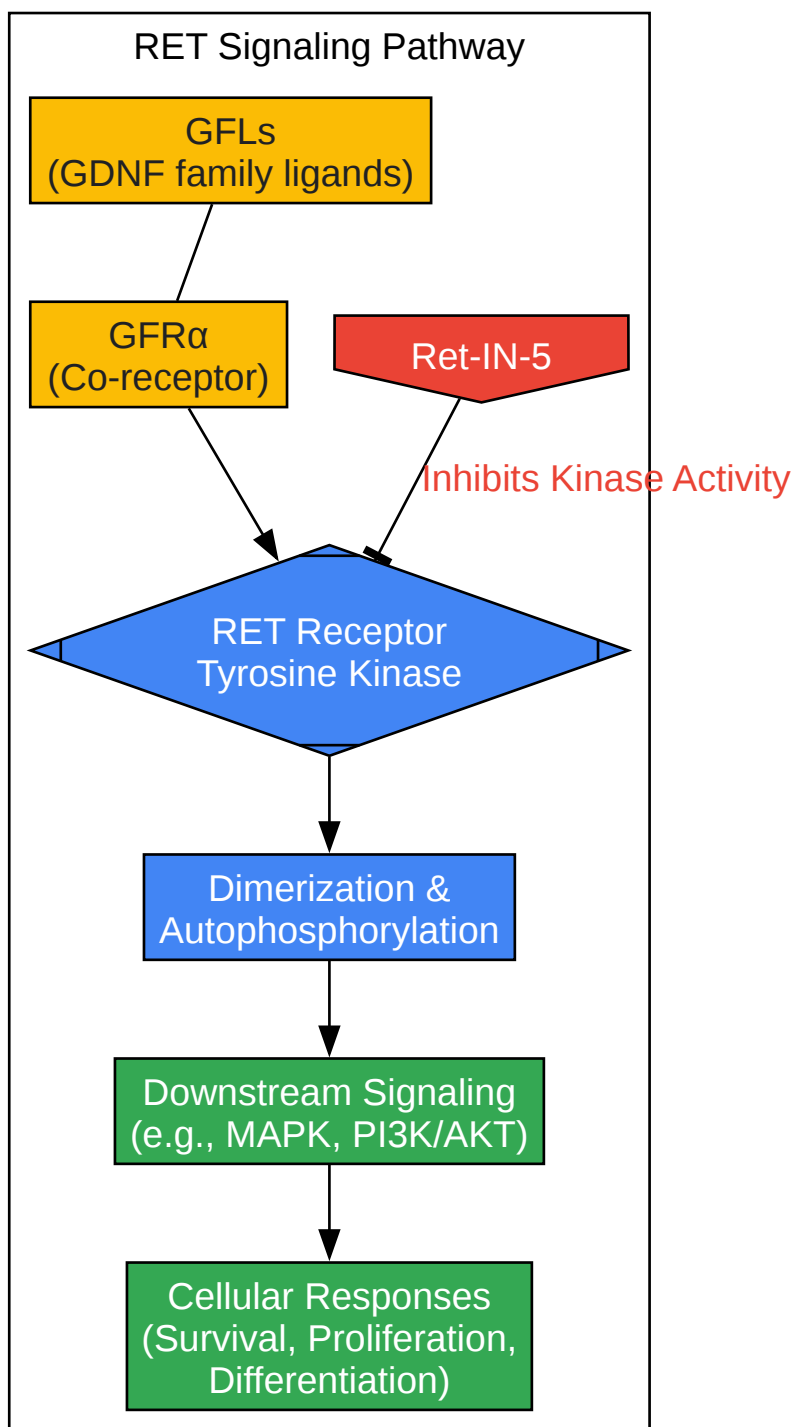 RET Signaling Pathway
GFLs
(GDNF family ligands)
GFRα
(Co-receptor)
Ret-IN-5
Inhibits Kinase Activity
RET Receptor
Tyrosine Kinase
Dimerization &
Autophosphorylation
Downstream Signaling
(e.g., MAPK, PI3K/AKT)
Cellular Responses
(Survival, Proliferation,
Differentiation)